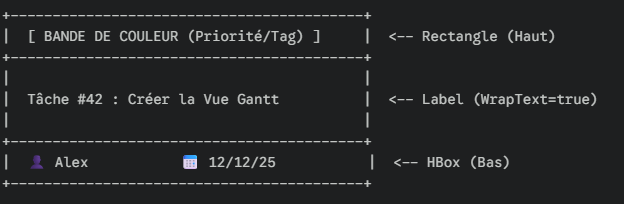 +------------------------------------------+
| [ BANDE DE COULEUR (Priorité/Tag) ] | <-- Rectangle (Haut)
+------------------------------------------+
| |
| Tâche #42 : Créer la Vue Gantt | <-- Label (WrapText=true)
| |
+------------------------------------------+
| 👤 Alex 📅 12/12/25 | <-- HBox (Bas)
+------------------------------------------+